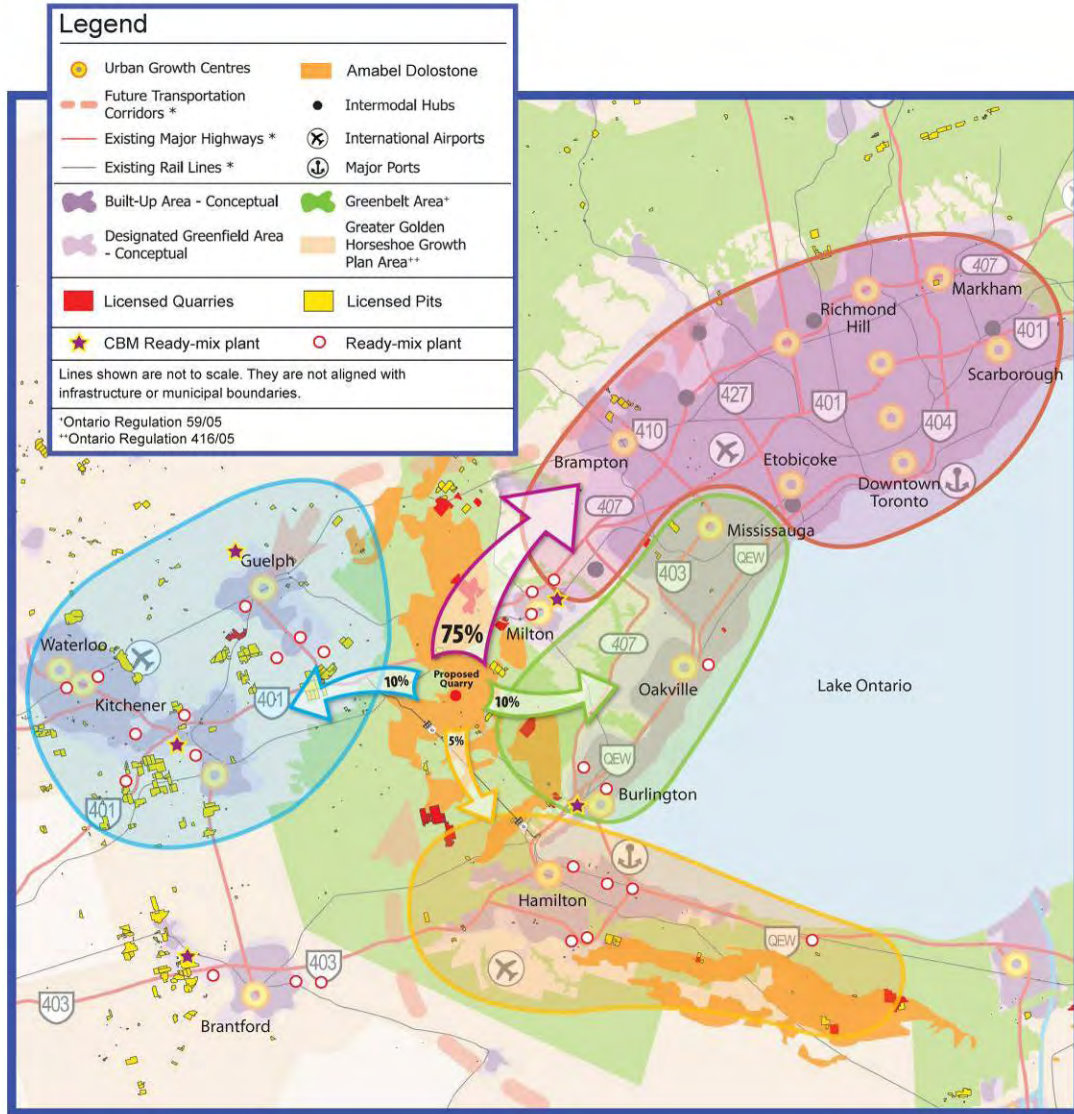 Legend
Urban Growth Centres
Future Transportation
Corridors *
Existing Major Highways *
Existing Rail Lines *
Amabel Dolostone
Intermodal Hubs
International Airports
Major Ports
Built-Up Area - Conceptual
Designated Greenfield Area
- Conceptual
Greenbelt Area+
Greater Golden
Horseshoe Growth
Plan Area++
Licensed Quarries
Licensed Pits
CBM Ready-mix plant
Ready-mix plant
Lines shown are not to scale. They are not aligned with
infrastructure or municipal boundaries.
+Ontario Regulation 59/05
++Ontario Regulation 416/05
407
Markham
Richmond
Hill
401
Scarborough
427
401
404
410
Brampton
Etobicoke
Downtown
Toronto
407
Mississauga
403
QEW
Guelph
75%
Milton
407
Waterloo
Proposed
Quarry
10%
10%
Oakville
Lake Ontario
Kitchener
401
5%
QEW
401
Burlington
Hamilton
QEW
403
403
Brantford